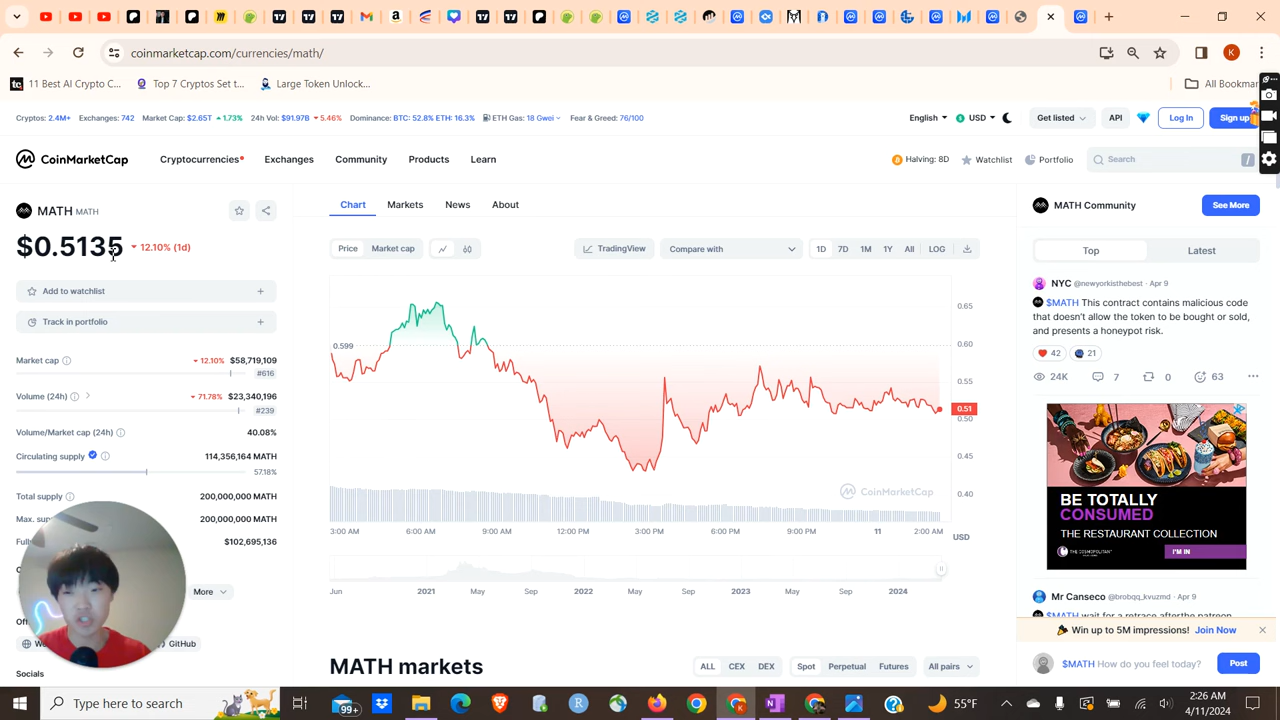 coinmarketcap.com/currencies/math/
K
11 Best AI Crypto C...
Top 7 Cryptos Set t...
Large Token Unlock...
All Bookmar
Cryptos: 2.4M+ Exchanges: 742 Market Cap: $2.65T 1.73% 24h Vol: $91.97B 5.46% Dominance: BTC: 52.8% ETH: 16.3% ETH Gas: 18 Gwei Fear & Greed: 76/100
English USD Get listed API Log In Sign up
CoinMarketCap Cryptocurrencies Exchanges Community Products Learn
Halving: 8D Watchlist Portfolio Search /
MATH MATH
$0.5135 12.10% (1d)
Add to watchlist +
Track in portfolio +
Market cap 12.10% $58,719,109
#616
Volume (24h) 71.78% $23,340,196
#239
Volume/Market cap (24h) 40.08%
Circulating supply 114,356,164 MATH
57.18%
Total supply 200,000,000 MATH
Max. sup 200,000,000 MATH
Ful $102,695,136
More
Off
GitHub
Socials
Chart Markets News About
Price Market cap TradingView Compare with 1D 7D 1M 1Y All LOG
0.599
0.65
0.60
0.55
0.51
0.50
0.45
0.40
CoinMarketCap
3:00 AM 6:00 AM 9:00 AM 12:00 PM 3:00 PM 6:00 PM 9:00 PM 11 2:00 AM
USD
Jun 2021 May Sep 2022 May Sep 2023 May Sep 2024
MATH markets
ALL CEX DEX Spot Perpetual Futures All pairs
MATH Community See More
Top Latest
NYC @newyorkisthebest · Apr 9
$MATH This contract contains malicious code
that doesn't allow the token to be bought or sold,
and presents a honeypot risk.
42 21
24K 7 0 63
BE TOTALLY
CONSUMED
THE RESTAURANT COLLECTION
THE COSMOPOLITAN I'M IN
Mr Canseco @brobqq_kvuzmd · Apr 9
$MATH wait for a retrace afterthe patreon
Win up to 5M impressions! Join Now
$MATH How do you feel today? Post
Type here to search
99+
55°F
2:26 AM
4/11/2024